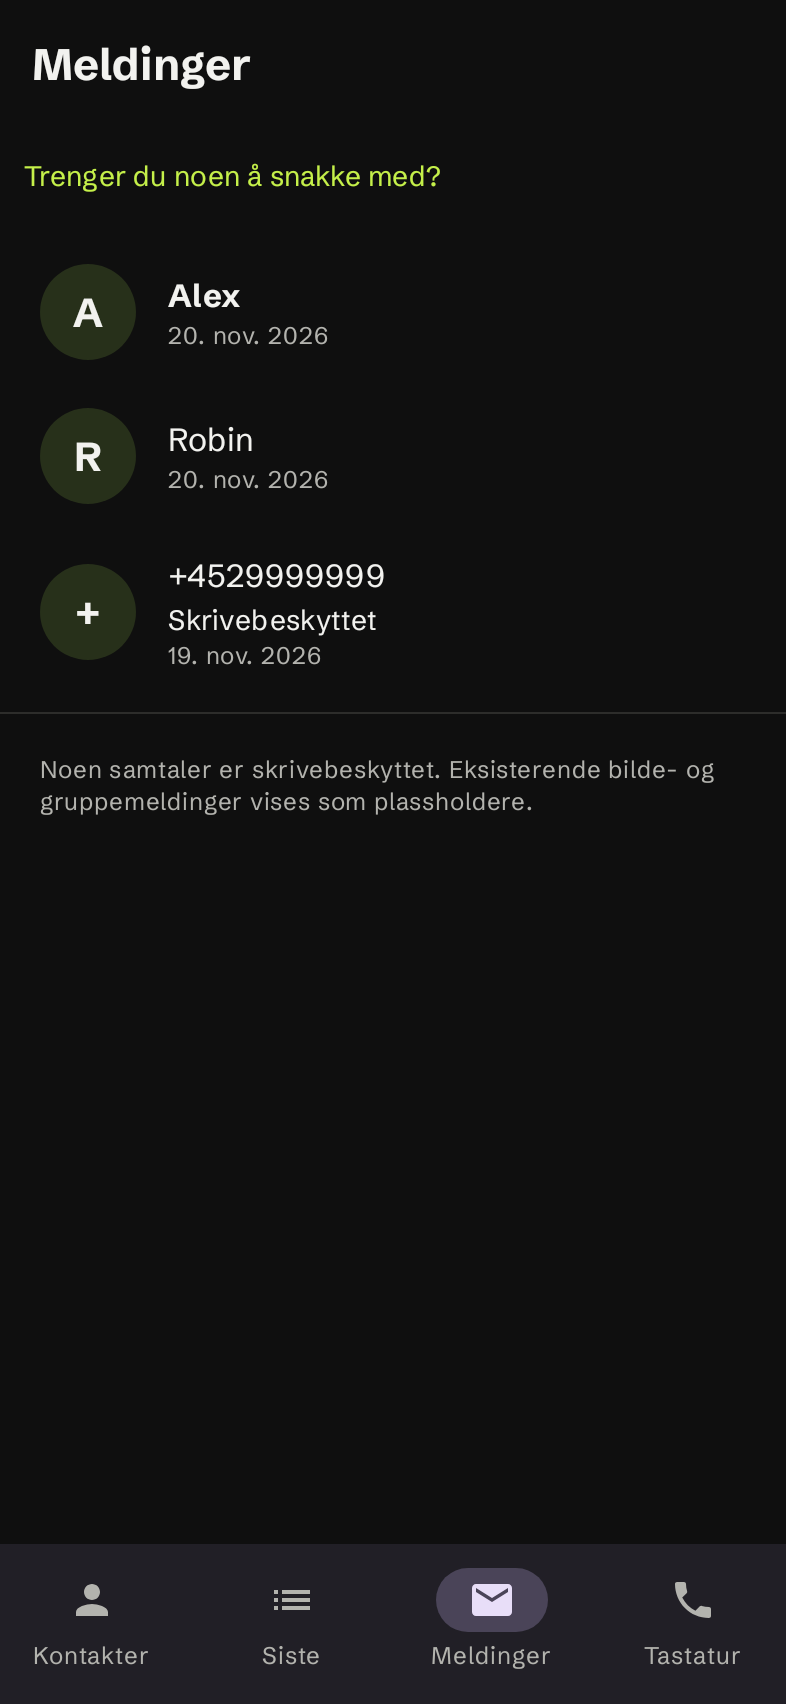 Meldinger
Trenger du noen å snakke med?
A
Alex
20. nov. 2026
R
Robin
20. nov. 2026
+
+4529999999
Skrivebeskyttet
19. nov. 2026
Noen samtaler er skrivebeskyttet. Eksisterende bilde- og
gruppemeldinger vises som plassholdere.
Kontakter
Siste
Meldinger
Tastatur